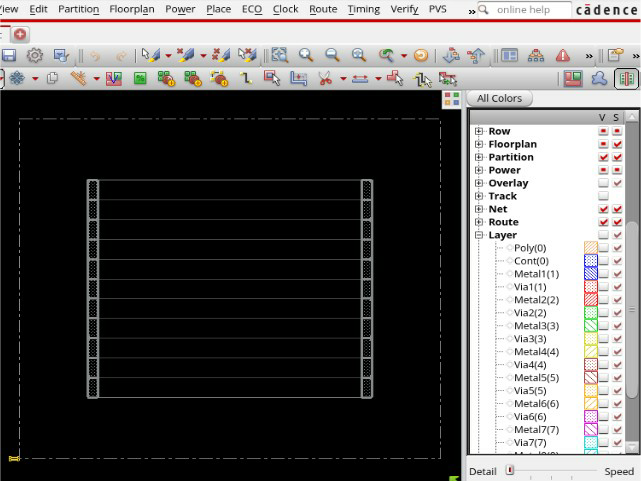 Edit Partition Floorplan Power Place ECO Clock Route Timing Verify PVS » online help cādence
»
»
All Colors
V S
Row
Floorplan
Partition
Power
Overlay
Track
Net
Route
Layer
Poly(0)
Cont(0)
Metal1(1)
Via1(1)
Metal2(2)
Via2(2)
Metal3(3)
Via3(3)
Metal4(4)
Via4(4)
Metal5(5)
Via5(5)
Metal6(6)
Via6(6)
Metal7(7)
Via7(7)
Detail Speed